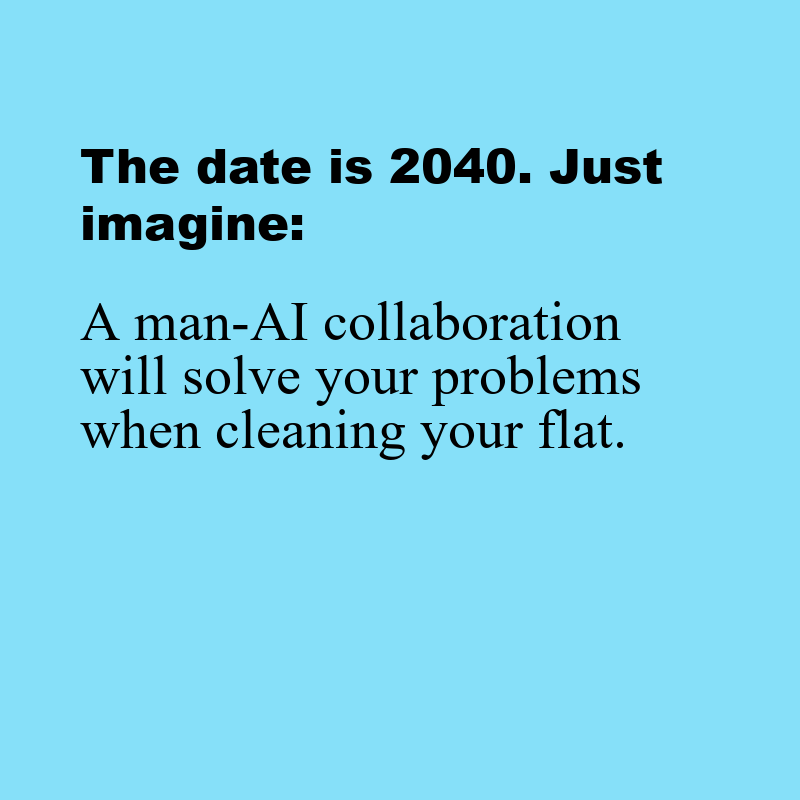 The date is 2040. Just
imagine:
A man-AI collaboration
will solve your problems
when cleaning your flat.